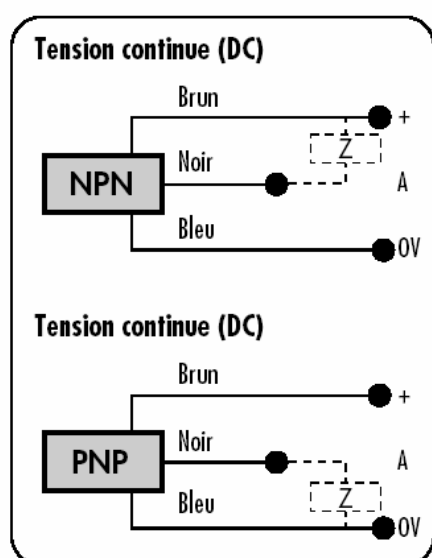 Tension continue (DC)
Brun
+
Z
Noir
NPN
A
Bleu
0V
Tension continue (DC)
Brun
+
Noir
A
PNP
Z
Bleu
0V